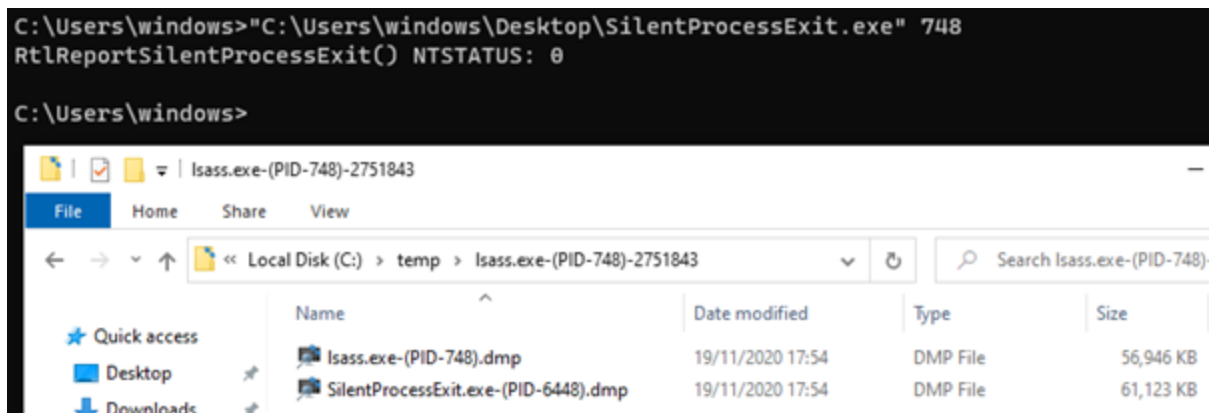 C:\Users\windows>"C:\Users\windows\Desktop\SilentProcessExit.exe" 748
RtlReportSilentProcessExit() NTSTATUS: 0
C:\Users\windows>
lsass.exe-(PID-748)-2751843
File Home Share View
« Local Disk (C:) > temp > lsass.exe-(PID-748)-2751843 Search lsass.exe-(PID-748)-
Name Date modified Type Size
Quick access
lsass.exe-(PID-748).dmp 19/11/2020 17:54 DMP File 56,946 KB
Desktop
SilentProcessExit.exe-(PID-6448).dmp 19/11/2020 17:54 DMP File 61,123 KB
Downloads